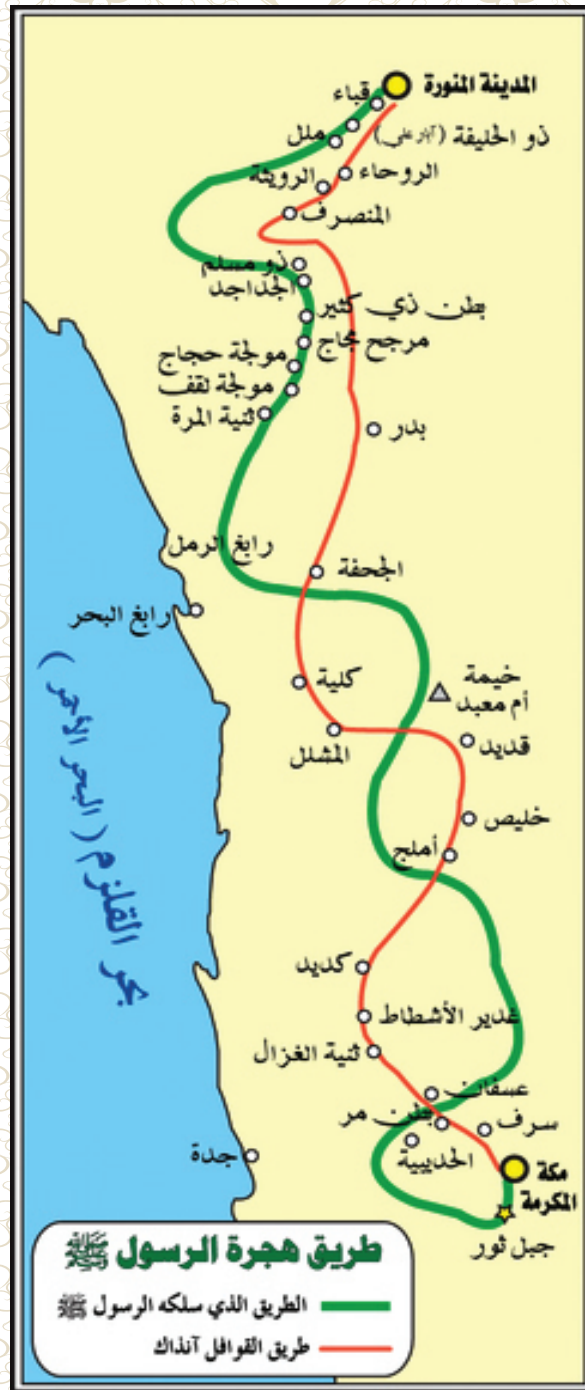 المدينة المنورة
قباء
ذو الحليفة (آبار علي)
ملل
الروحاء
الرويثة
المنصرف
ذو مسلم
الجداجد
بطن ذي كثير
مرجح مجاج
موجة حجاج
موجة ثقف
ثنية المرة
بدر
رابغ الرمل
الجحفة
رابغ البحر
خيمة
أم معبد
كلية
قديد
المشلل
خليص
أملج
بحر القلزم (البحر الأحمر)
كديد
غدير الأشطاط
ثنية الغزال
عسفان
بطن مر
سرف
الحديبية
جدة
مكة
المكرمة
جبل ثور
طريق هجرة الرسول ﷺ
الطريق الذي سلكه الرسول ﷺ
طريق القوافل آنذاك